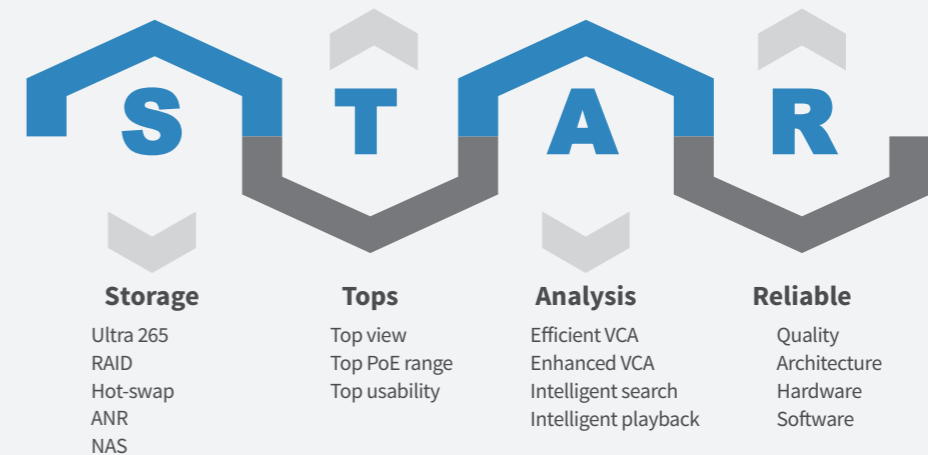 S T A R
Storage
Ultra 265
RAID
Hot-swap
ANR
NAS
Tops
Top view
Top PoE range
Top usability
Analysis
Efficient VCA
Enhanced VCA
Intelligent search
Intelligent playback
Reliable
Quality
Architecture
Hardware
Software